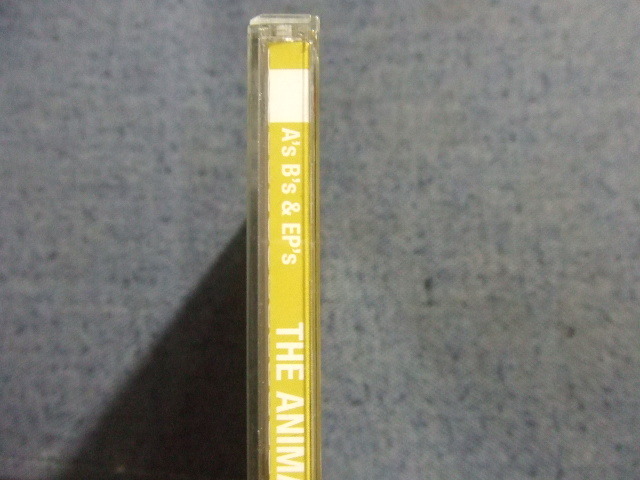 A's B's & EP's THE ANIMA